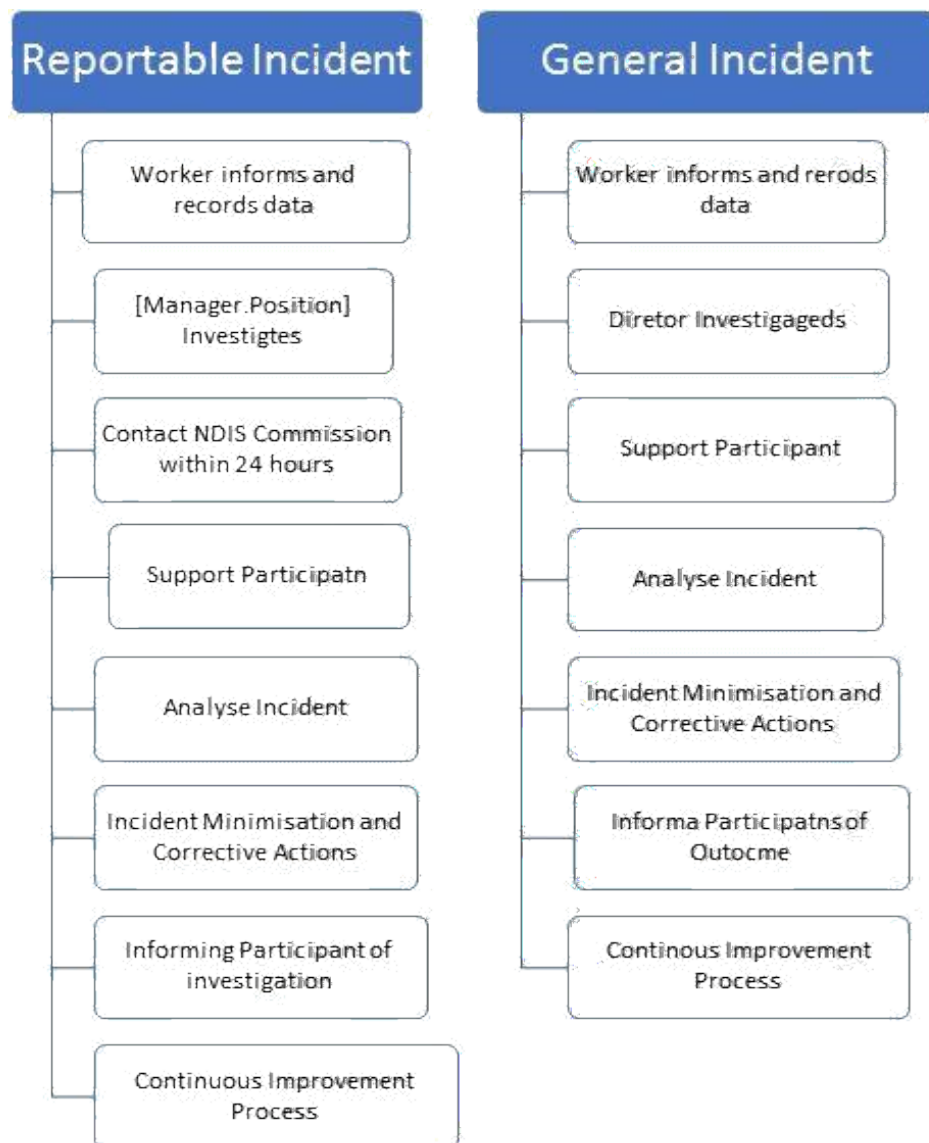 Reportable Incident
Worker informs and
records data
[Manager.Position]
Investigtes
Contact NDIS Commission
within 24 hours
Support Participatn
Analyse Incident
Incident Minimisation and
Corrective Actions
Informing Participant of
investigation
Continuous Improvement
Process
General Incident
Worker informs and rerods
data
Diretor Investigageds
Support Participant
Analyse Incident
Incident Minimisation and
Corrective Actions
Informa Participatns of
Outocme
Continous Improvement
Process